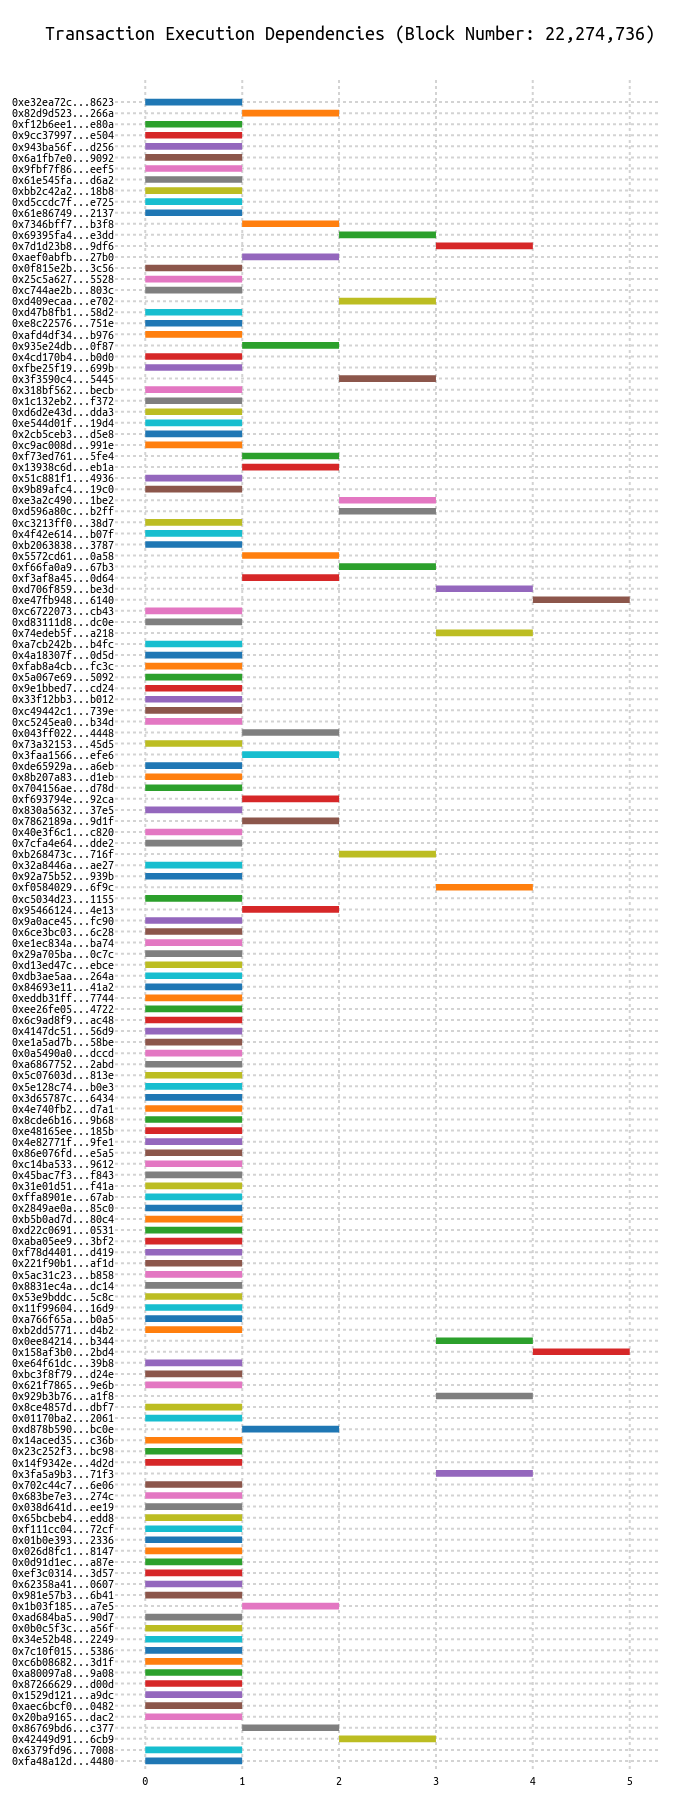 Transaction Execution Dependencies (Block Number: 22,274,736)
0xe32ea72c...8623
0x82d9d523...266a
0xf12b6ee1...e80a
0x9cc37997...e504
0x943ba56f...d256
0x6a1fb7e0...9092
0x9fbf7f86...eef5
0x61e545fa...d6a2
0xbb2c42a2...18b8
0xd5ccdc7f...e725
0x61e86749...2137
0x7346bff7...b3f8
0x69395fa4...e3dd
0x7d1d23b8...9df6
0xaef0abfb...27b0
0x0f815e2b...3c56
0x25c5a627...5528
0xc744ae2b...803c
0xd409ecaa...e702
0xd47b8fb1...58d2
0xe8c22576...751e
0xafd4df34...b976
0x935e24db...0f87
0x4cd170b4...b0d0
0xfbe25f19...699b
0x3f3590c4...5445
0x318bf562...becb
0x1c132eb2...f372
0xd6d2e43d...dda3
0xe544d01f...19d4
0x2cb5ceb3...d5e8
0xc9ac008d...991e
0xf73ed761...5fe4
0x13938c6d...eb1a
0x51c881f1...4936
0x9b89afc4...19c0
0xe3a2c490...1be2
0xd596a80c...b2ff
0xc3213ff0...38d7
0x4f42e614...b07f
0xb2063838...3787
0x5572cd61...0a58
0xf66fa0a9...67b3
0xf3af8a45...0d64
0xd706f859...be3d
0xe47fb948...6140
0xc6722073...cb43
0xd83111d8...dc0e
0x74edeb5f...a218
0xa7cb242b...b4fc
0x4a18307f...0d5d
0xfab8a4cb...fc3c
0x5a067e69...5092
0x9e1bbed7...cd24
0x33f12bb3...b012
0xc49442c1...739e
0xc5245ea0...b34d
0x043ff022...4448
0x73a32153...45d5
0x3faa1566...efe6
0xde65929a...a6eb
0x8b207a83...d1eb
0x704156ae...d78d
0xf693794e...92ca
0x830a5632...37e5
0x7862189a...9d1f
0x40e3f6c1...c820
0x7cfa4e64...dde2
0xb268473c...716f
0x32a8446a...ae27
0x92a75b52...939b
0xf0584029...6f9c
0xc5034d23...1155
0x95466124...4e13
0x9a0ace45...fc90
0x6ce3bc03...6c28
0xe1ec834a...ba74
0x29a705ba...0c7c
0xd13ed47c...ebce
0xdb3ae5aa...264a
0x84693e11...41a2
0xeddb31ff...7744
0xee26fe05...4722
0x6c9ad8f9...ac48
0x4147dc51...56d9
0xe1a5ad7b...58be
0x0a5490a0...dccd
0xa6867752...2abd
0x5c07603d...813e
0x5e128c74...b0e3
0x3d65787c...6434
0x4e740fb2...d7a1
0x8cde6b16...9b68
0xe48165ee...185b
0x4e82771f...9fe1
0x86e076fd...e5a5
0xc14ba533...9612
0x45bac7f3...f843
0x31e01d51...f41a
0xffa8901e...67ab
0x2849ae0a...85c0
0xb5b0ad7d...80c4
0xd22c0691...0531
0xaba05ee9...3bf2
0xf78d4401...d419
0x221f90b1...af1d
0x5ac31c23...b858
0x8831ec4a...dc14
0x53e9bddc...5c8c
0x11f99604...16d9
0xa766f65a...b0a5
0xb2dd5771...d4b2
0x0ee84214...b344
0x158af3b0...2bd4
0xe64f61dc...39b8
0xbc3f8f79...d24e
0x621f7865...9e6b
0x929b3b76...a1f8
0x8ce4857d...dbf7
0x01170ba2...2061
0xd878b590...bc0e
0x14aced35...c36b
0x23c252f3...bc98
0x14f9342e...4d2d
0x3fa5a9b3...71f3
0x702c44c7...6e06
0x683be7e3...274c
0x038d641d...ee19
0x65bcbeb4...edd8
0xf111cc04...72cf
0x01b0e393...2336
0x026d8fc1...8147
0x0d91d1ec...a87e
0xef3c0314...3d57
0x62358a41...0607
0x981e57b3...6b41
0x1b03f185...a7e5
0xad684ba5...90d7
0x0b0c5f3c...a56f
0x34e52b48...2249
0x7c10f015...5386
0xc6b08682...3d1f
0xa80097a8...9a08
0x87266629...d00d
0x1529d121...a9dc
0xaec6bcf0...0482
0x20ba9165...dac2
0x86769bd6...c377
0x42449d91...6cb9
0x6379fd96...7008
0xfa48a12d...4480
0 1 2 3 4 5